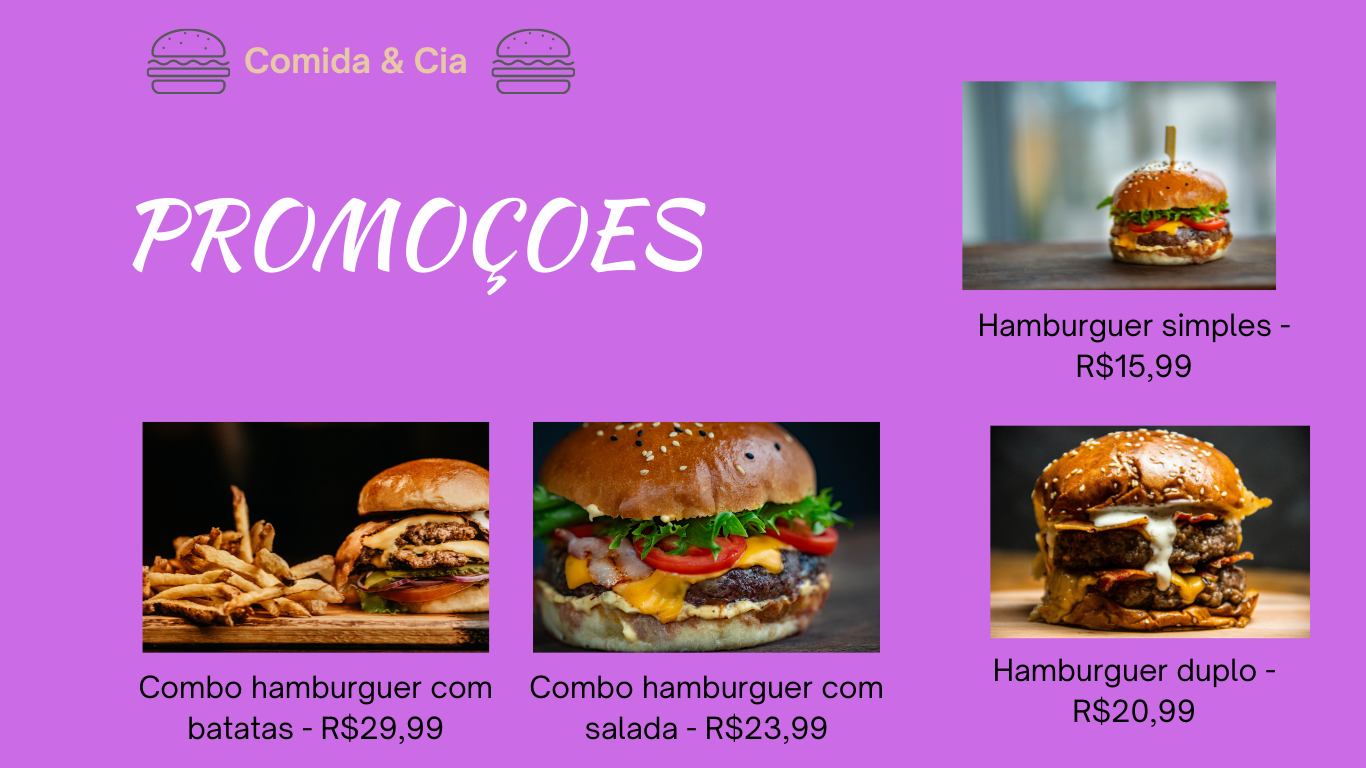 Comida & Cia
PROMOÇOES
Hamburguer simples -
R$15,99
Combo hamburguer com
batatas - R$29,99
Combo hamburguer com
salada - R$23,99
Hamburguer duplo -
R$20,99